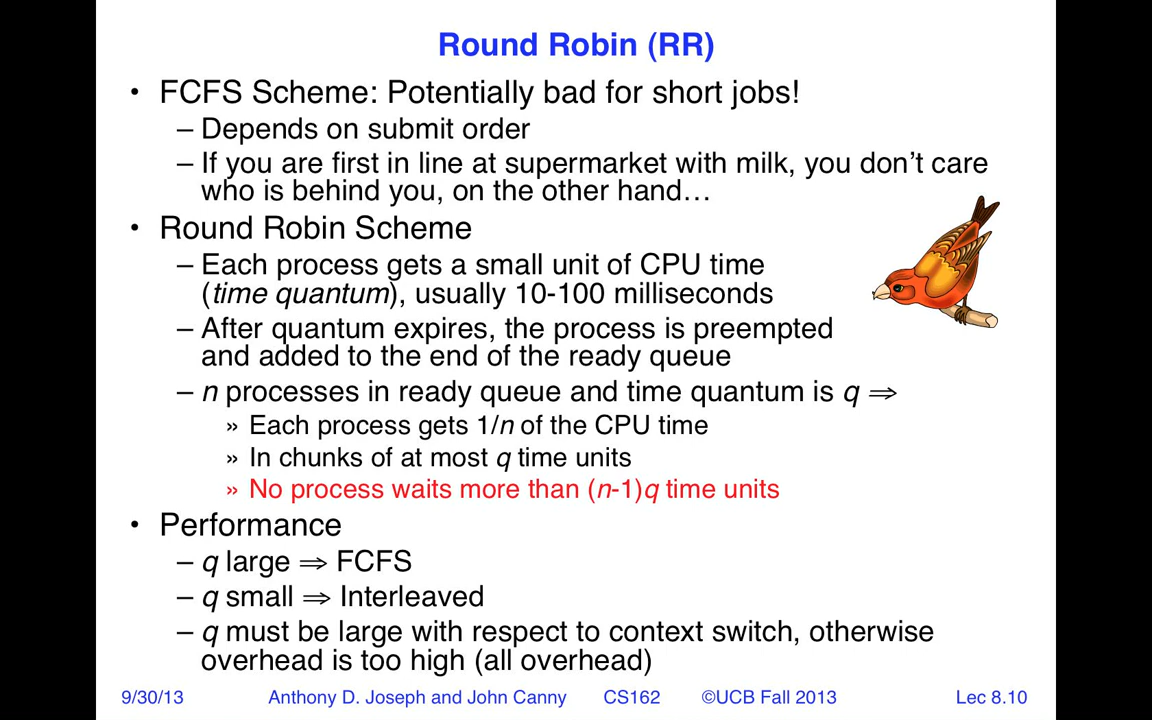 Round Robin (RR)
• FCFS Scheme: Potentially bad for short jobs!
– Depends on submit order
– If you are first in line at supermarket with milk, you don’t care
who is behind you, on the other hand…
• Round Robin Scheme
– Each process gets a small unit of CPU time
(time quantum), usually 10-100 milliseconds
– After quantum expires, the process is preempted
and added to the end of the ready queue
– n processes in ready queue and time quantum is q ⇒
» Each process gets 1/n of the CPU time
» In chunks of at most q time units
» No process waits more than (n-1)q time units
• Performance
– q large ⇒ FCFS
– q small ⇒ Interleaved
– q must be large with respect to context switch, otherwise
overhead is too high (all overhead)
9/30/13 Anthony D. Joseph and John Canny CS162 ©UCB Fall 2013 Lec 8.10